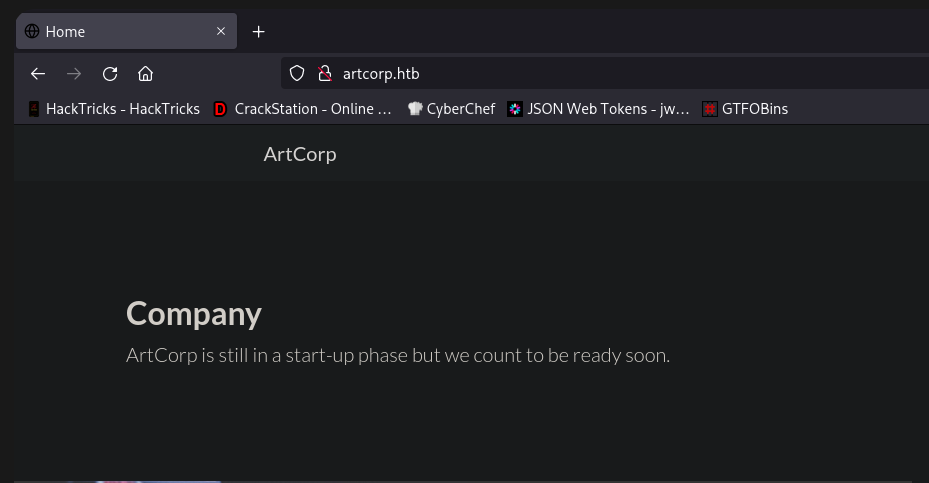 Home
artcorp.htb
HackTricks - HackTricks CrackStation - Online ... CyberChef JSON Web Tokens - jw... GTFOBins
ArtCorp
Company
ArtCorp is still in a start-up phase but we count to be ready soon.